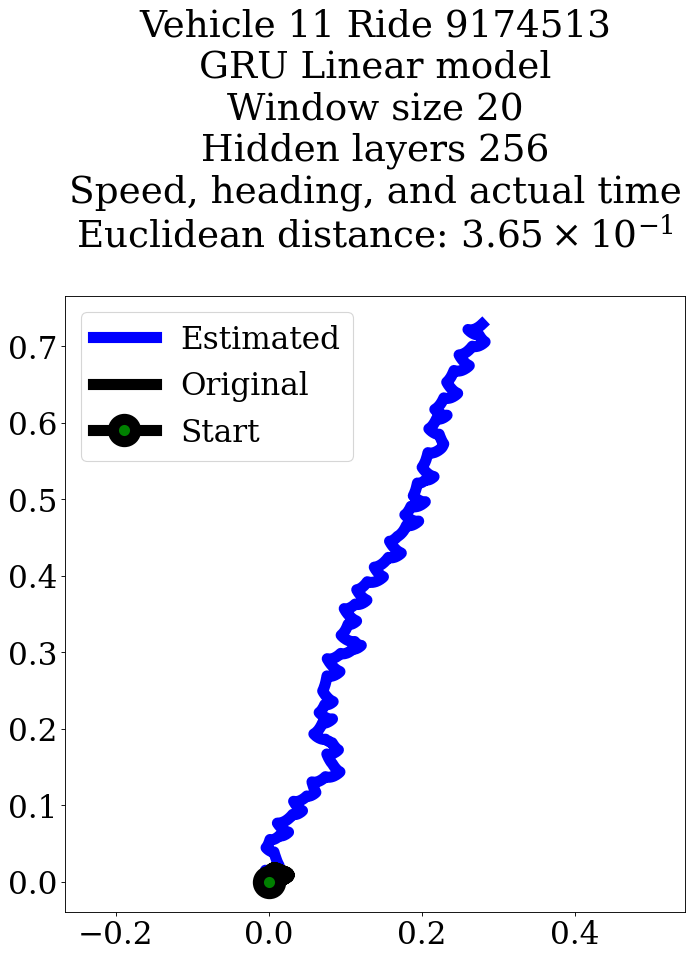 Vehicle 11 Ride 9174513
GRU Linear model
Window size 20
Hidden layers 256
Speed, heading, and actual time
Euclidean distance: 3.65 × 10⁻¹
Estimated
Original
Start
0.7
0.6
0.5
0.4
0.3
0.2
0.1
0.0
−0.2 0.0 0.2 0.4